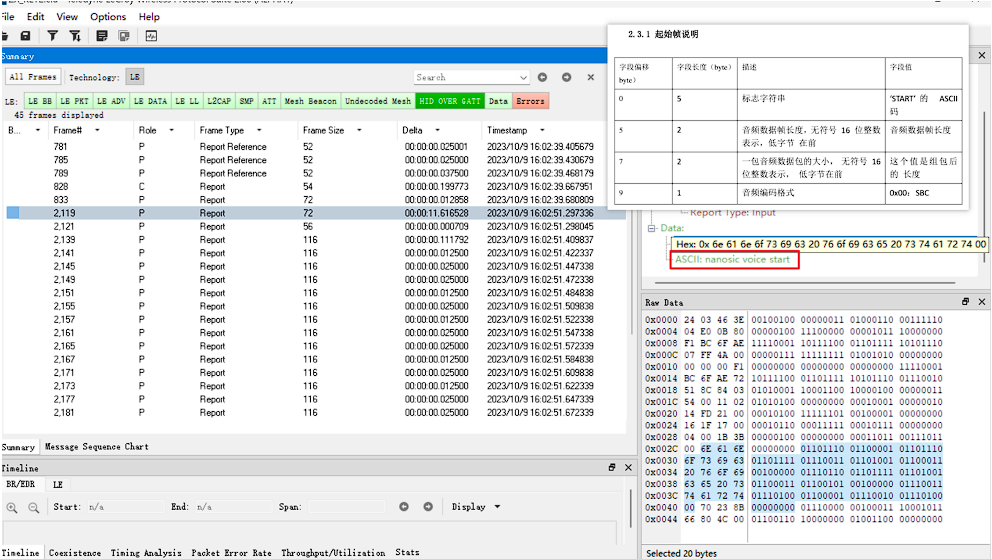 File Edit View Options Help
Summary
All Frames Technology: LE
Search
LE: LE BB LE PKT LE ADV LE DATA LE LL L2CAP SMP ATT Mesh Beacon Undecoded Mesh HID OVER GATT Data Errors
45 frames displayed
B... Frame# Role Frame Type Frame Size Delta Timestamp
781 P Report Reference 52 00:00:00.025001 2023/10/9 16:02:39.405679
785 P Report Reference 52 00:00:00.025000 2023/10/9 16:02:39.430679
789 P Report Reference 52 00:00:00.037500 2023/10/9 16:02:39.468179
828 C Report 54 00:00:00.199773 2023/10/9 16:02:39.667951
833 P Report 72 00:00:00.012858 2023/10/9 16:02:39.680809
2,119 P Report 72 00:00:11.616528 2023/10/9 16:02:51.297336
2,121 P Report 56 00:00:00.000709 2023/10/9 16:02:51.298045
2,139 P Report 116 00:00:00.111792 2023/10/9 16:02:51.409837
2,141 P Report 116 00:00:00.012500 2023/10/9 16:02:51.422337
2,145 P Report 116 00:00:00.025000 2023/10/9 16:02:51.447338
2,149 P Report 116 00:00:00.025000 2023/10/9 16:02:51.472338
2,151 P Report 116 00:00:00.012500 2023/10/9 16:02:51.484838
2,155 P Report 116 00:00:00.025000 2023/10/9 16:02:51.509838
2,157 P Report 116 00:00:00.012500 2023/10/9 16:02:51.522338
2,161 P Report 116 00:00:00.025000 2023/10/9 16:02:51.547338
2,165 P Report 116 00:00:00.025000 2023/10/9 16:02:51.572339
2,167 P Report 116 00:00:00.012500 2023/10/9 16:02:51.584838
2,171 P Report 116 00:00:00.025000 2023/10/9 16:02:51.609838
2,173 P Report 116 00:00:00.012500 2023/10/9 16:02:51.622339
2,177 P Report 116 00:00:00.025000 2023/10/9 16:02:51.647339
2,181 P Report 116 00:00:00.025000 2023/10/9 16:02:51.672339
Summary Message Sequence Chart
Timeline
BR/EDR LE
Start: n/a End: n/a Span: Display
Timeline Coexistence Timing Analysis Packet Error Rate Throughput/Utilization Stats
2.3.1 起始帧说明
字段偏移 byte） 字段长度（byte） 描述 字段值
0 5 标志字符串 ‘START’ 的 ASCII 码
5 2 音频数据帧长度，无符号 16 位整数表示，低字节 在前 音频数据帧长度
7 2 一包音频数据包的大小， 无符号 16 位整数表示， 低字节在前 这个值是组包后的 长度
9 1 音频编码格式 0x00：SBC
Report Type: Input
Data:
Hex: 0x 6e 61 6e 6f 73 69 63 20 76 6f 69 63 65 20 73 74 61 72 74 00
ASCII: nanosic voice start
Raw Data
0x0000 24 03 46 3E 00100100 00000011 01000110 00111110
0x0004 04 E0 0B 80 00000100 11100000 00001011 10000000
0x0008 F1 BC 6F AE 11110001 10111100 01101111 10101110
0x000C 07 FF 4A 00 00000111 11111111 01001010 00000000
0x0010 00 00 00 F1 00000000 00000000 00000000 11110001
0x0014 BC 6F AE 72 10111100 01101111 10101110 01110010
0x0018 51 8C 84 03 01010001 10001100 10000100 00000011
0x001C 54 00 11 02 01010100 00000000 00010001 00000010
0x0020 14 FD 21 00 00010100 11111101 00100001 00000000
0x0024 16 1F 17 00 00010110 00011111 00010111 00000000
0x0028 04 00 1B 3B 00000100 00000000 00011011 00111011
0x002C 00 6E 61 6E 00000000 01101110 01100001 01101110
0x0030 6F 73 69 63 01101111 01110011 01101001 01100011
0x0034 20 76 6F 69 00100000 01110110 01101111 01101001
0x0038 63 65 20 73 01100011 01100101 00100000 01110011
0x003C 74 61 72 74 01110100 01100001 01110010 01110100
0x0040 00 70 23 8B 00000000 01110000 00100011 10001011
0x0044 66 80 4C 00 01100110 10000000 01001100 00000000
Selected 20 bytes